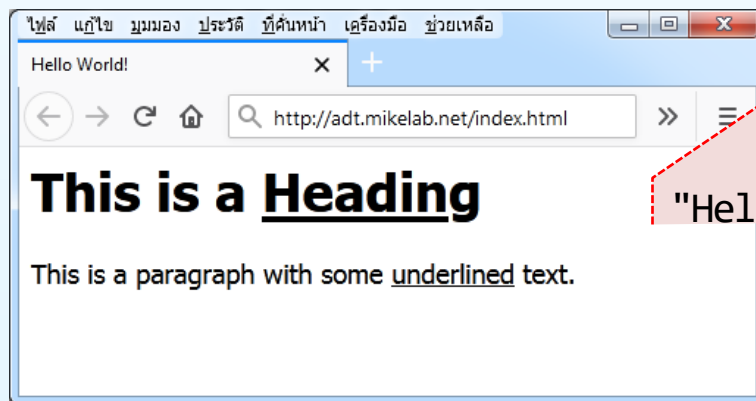 ไฟล์ แก้ไข มุมมอง ประวัติ ที่คั่นหน้า เครื่องมือ ช่วยเหลือ
Hello World!
http://adt.mikelab.net/index.html
This is a Heading
"Hel
This is a paragraph with some underlined text.